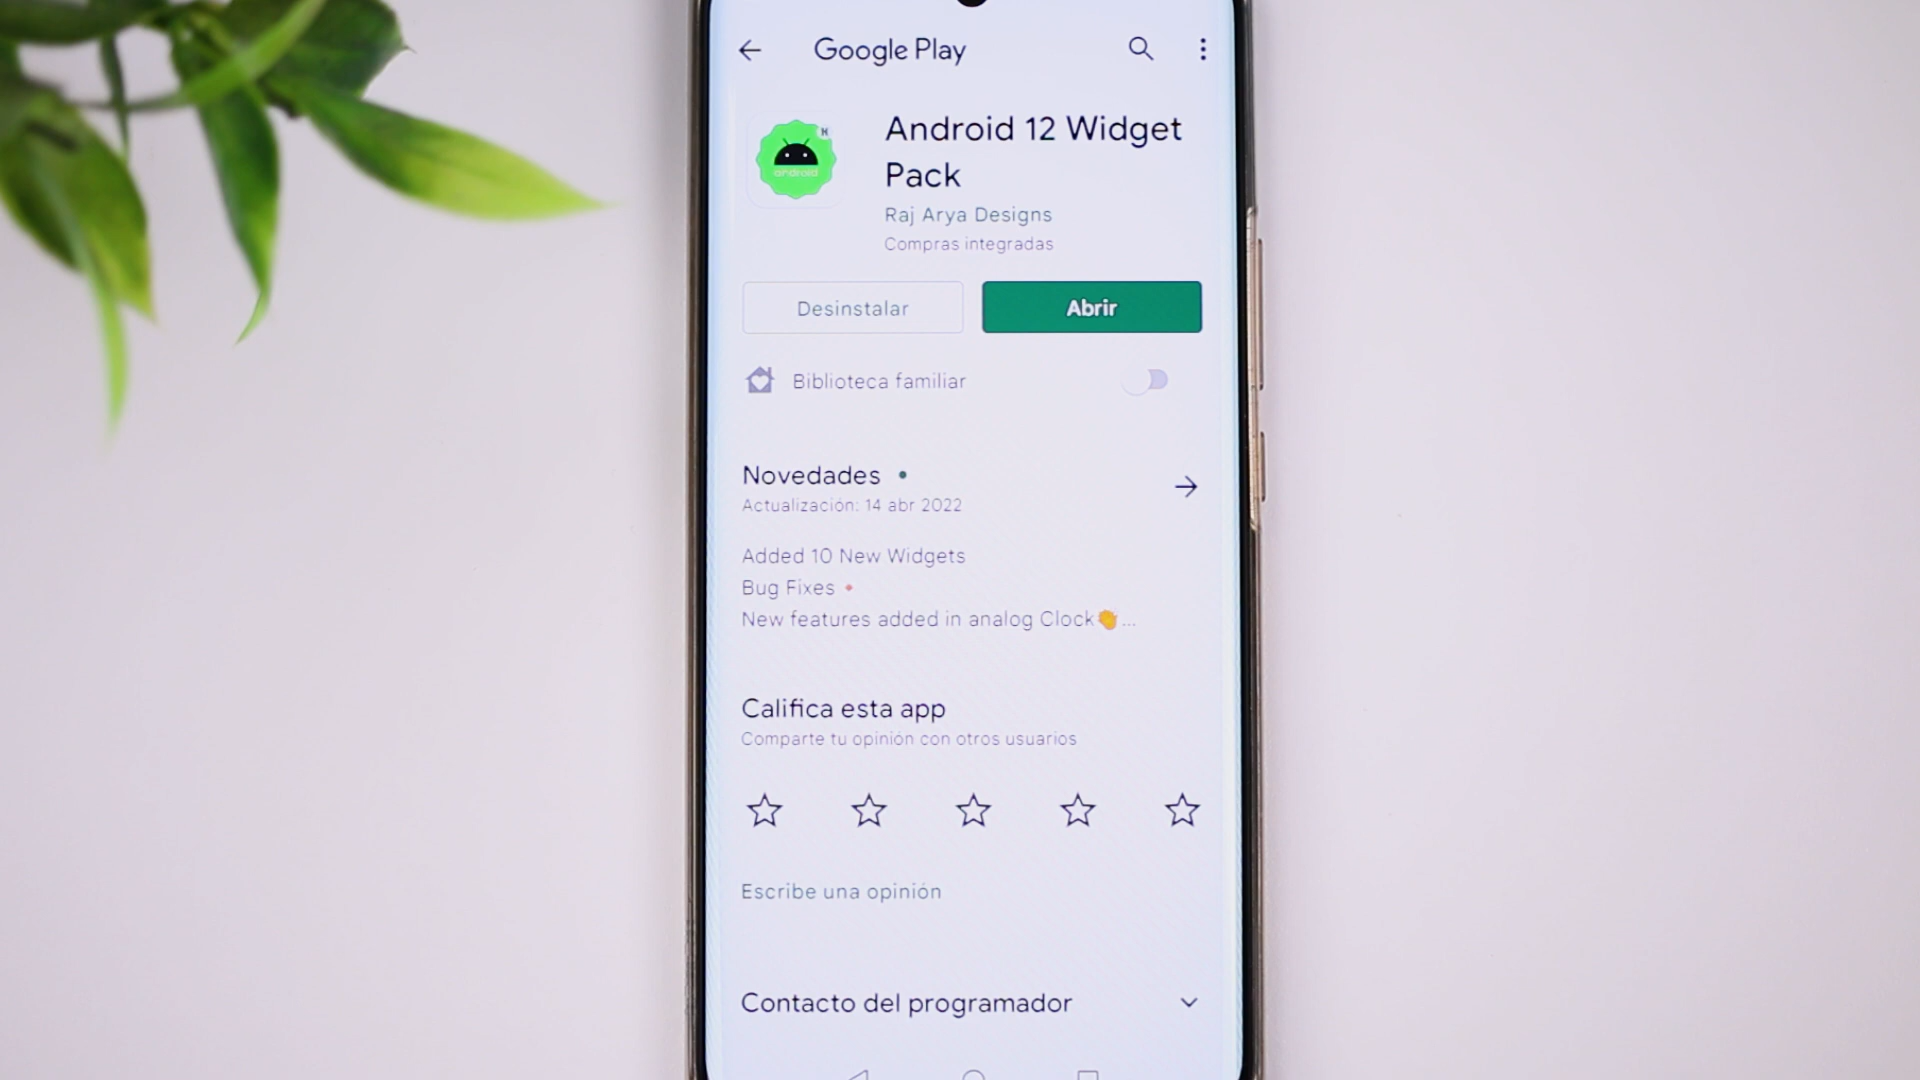 Google Play
Android 12 Widget
Pack
android
Raj Arya Designs
Compras integradas
Desinstalar
Abrir
Biblioteca familiar
Novedades •
Actualización: 14 abr 2022
Added 10 New Widgets
Bug Fixes
New features added in analog Clock👏...
Califica esta app
Comparte tu opinión con otros usuarios
Escribe una opinión
Contacto del programador